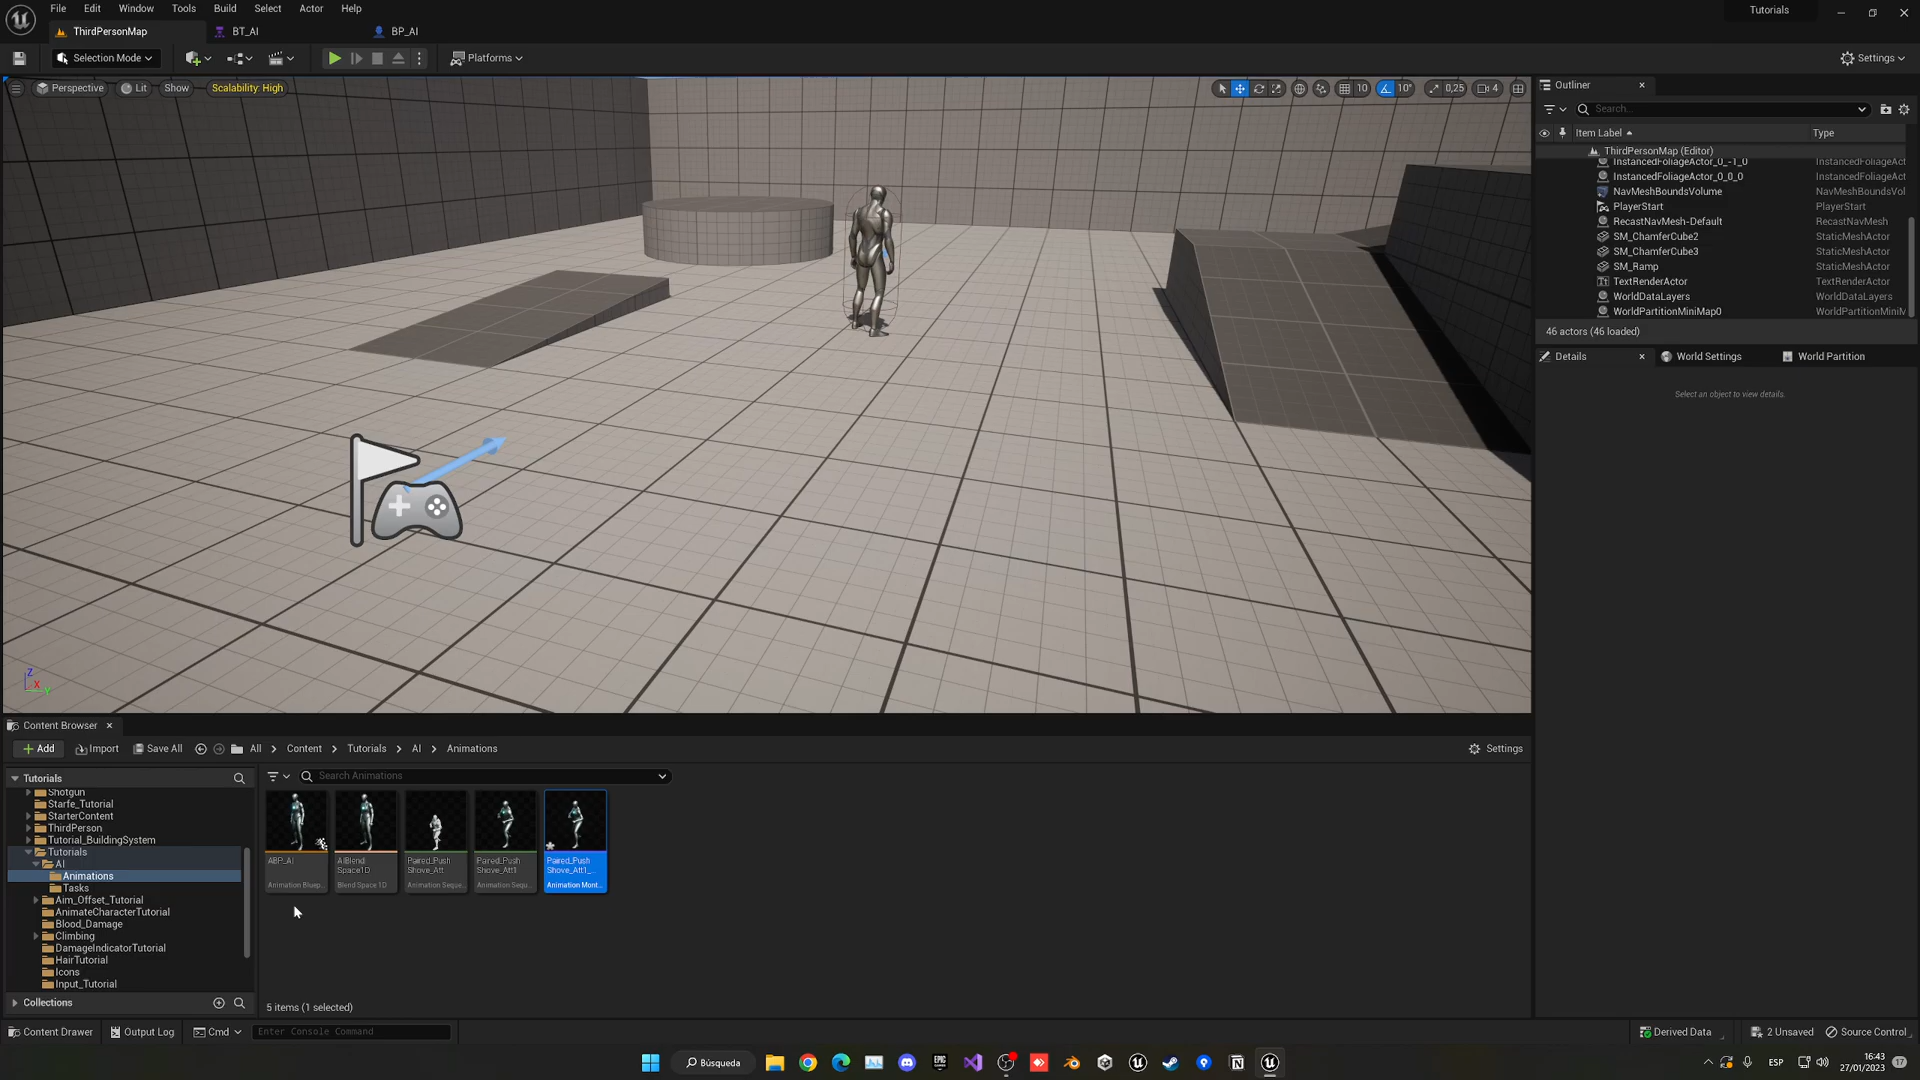 File Edit Window Tools Build Select Actor Help
Tutorials
ThirdPersonMap
BT_AI
BP_AI
Selection Mode
Platforms
Settings
Perspective
Lit
Show
Scalability: High
10
10°
0,25
4
Outliner
Search...
Item Label
Type
ThirdPersonMap (Editor)
InstancedFoliageActor_0_-1_0 InstancedFoliageAct
InstancedFoliageActor_0_0_0 InstancedFoliageAct
NavMeshBoundsVolume NavMeshBoundsVol
PlayerStart PlayerStart
RecastNavMesh-Default RecastNavMesh
SM_ChamferCube2 StaticMeshActor
SM_ChamferCube3 StaticMeshActor
SM_Ramp StaticMeshActor
TextRenderActor TextRenderActor
WorldDataLayers WorldDataLayers
WorldPartitionMiniMap0 WorldPartitionMiniM
46 actors (46 loaded)
Details
World Settings
World Partition
Select an object to view details.
Z
X
Y
Content Browser
Add
Import
Save All
All
Content
Tutorials
AI
Animations
Settings
Tutorials
Search Animations
Shotgun
Starfe_Tutorial
StarterContent
ThirdPerson
Tutorial_BuildingSystem
Tutorials
AI
Animations
Tasks
Aim_Offset_Tutorial
AnimateCharacterTutorial
Blood_Damage
Climbing
DamageIndicatorTutorial
HairTutorial
Icons
Input_Tutorial
Collections
ABP_AI
Animation Bluep...
AIBlend
Space1D
Blend Space 1D
Paired_Push
Shove_Att
Animation Seque...
Paired_Push
Shove_Att1
Animation Sequ...
Paired_Push
Shove_Att1_...
Animation Mont...
5 items (1 selected)
Content Drawer
Output Log
Cmd
Enter Console Command
Derived Data
2 Unsaved
Source Control
Búsqueda
ESP
16:43
27/01/2023
17